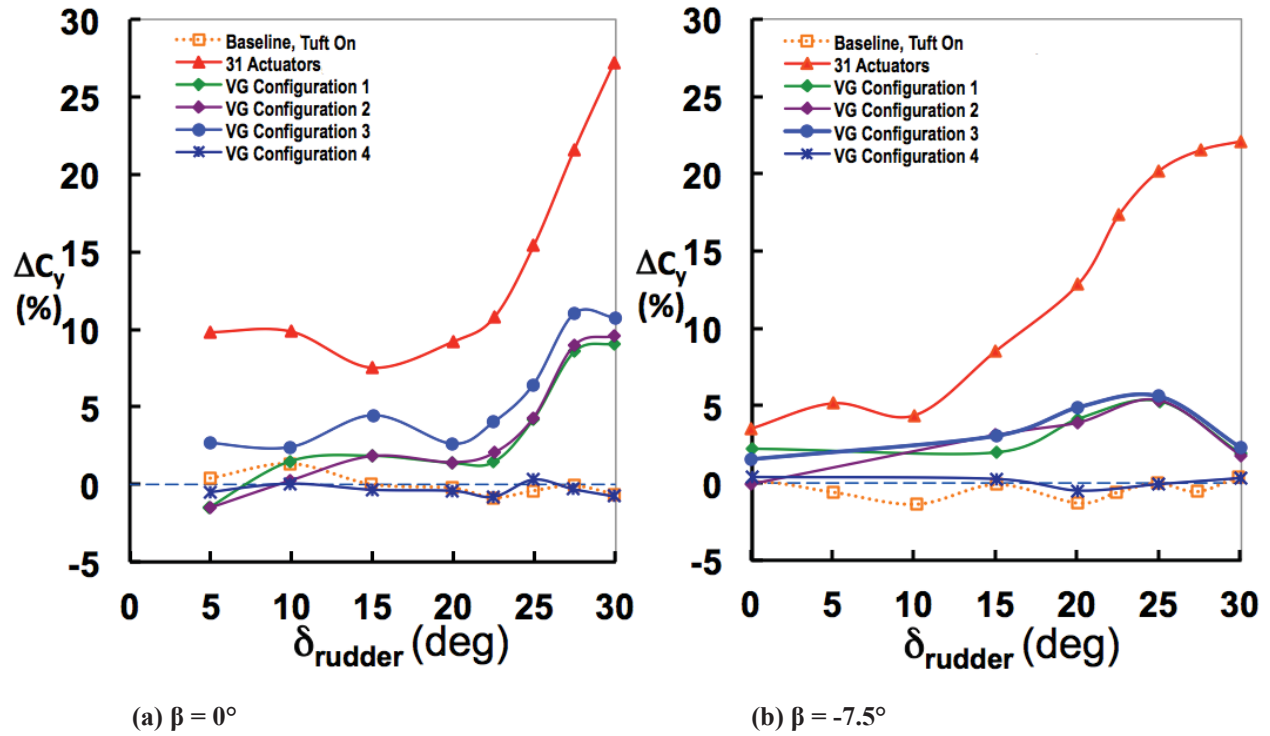 30
25
20
15
10
5
0
-5
ΔCy
(%)
Baseline, Tuft On
31 Actuators
VG Configuration 1
VG Configuration 2
VG Configuration 3
VG Configuration 4
0 5 10 15 20 25 30
δrudder (deg)
(a) β = 0°
30
25
20
15
10
5
0
-5
ΔCy
(%)
Baseline, Tuft On
31 Actuators
VG Configuration 1
VG Configuration 2
VG Configuration 3
VG Configuration 4
0 5 10 15 20 25 30
δrudder (deg)
(b) β = -7.5°